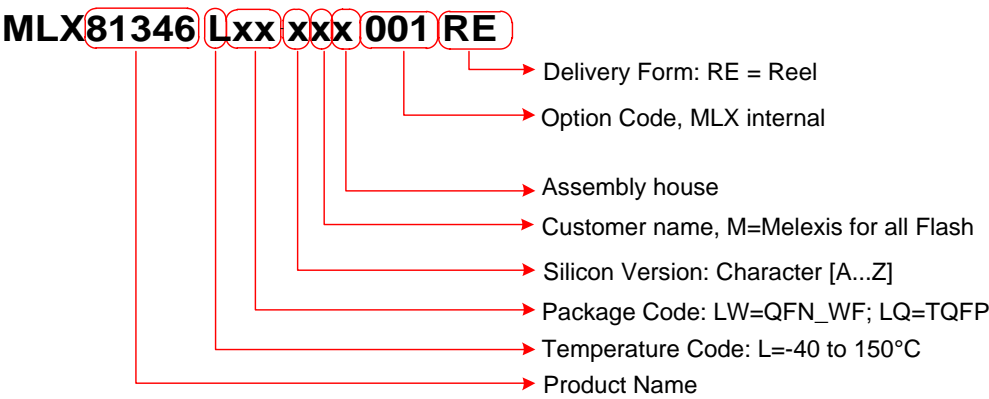 MLX81346 Lxx-xxx-001-RE
Delivery Form: RE = Reel
Option Code, MLX internal
Assembly house
Customer name, M=Melexis for all Flash
Silicon Version: Character [A...Z]
Package Code: LW=QFN_WF; LQ=TQFP
Temperature Code: L=-40 to 150°C
Product Name